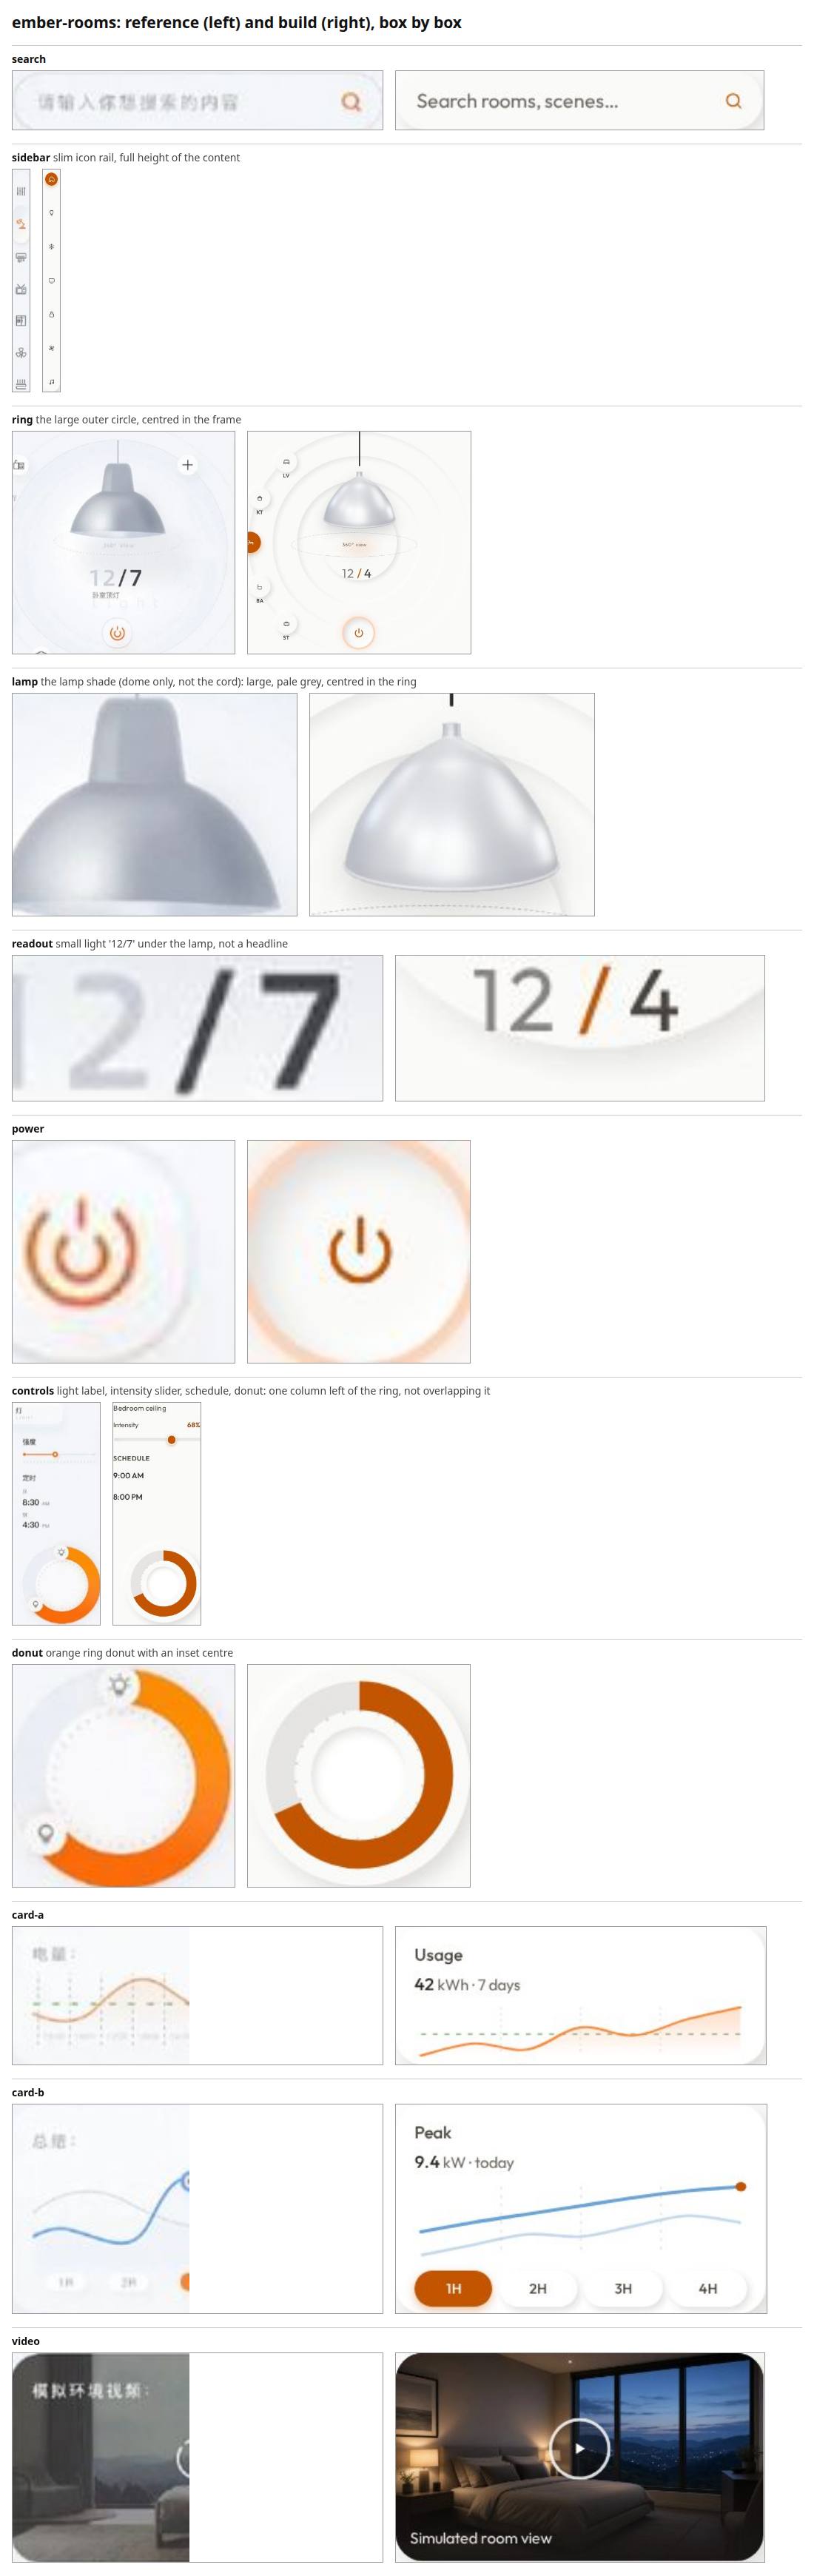 ember-rooms: reference (left) and build (right), box by box
search
请输入你想搜索的内容
Search rooms, scenes...
sidebar slim icon rail, full height of the content
ring the large outer circle, centred in the frame
360° view
12/7
LV
KT
BA
ST
360° view
12 / 4
lamp the lamp shade (dome only, not the cord): large, pale grey, centred in the ring
readout small light '12/7' under the lamp, not a headline
2/7
12 / 4
power
controls light label, intensity slider, schedule, donut: one column left of the ring, not overlapping it
灯
强度
定时
8:30
4:30
Bedroom ceiling
Intensity 68%
SCHEDULE
9:00 AM
8:00 PM
donut orange ring donut with an inset centre
card-a
电量：
Usage
42 kWh · 7 days
card-b
总结：
1H 2H
Peak
9.4 kW · today
1H 2H 3H 4H
video
模拟环境视频：
Simulated room view